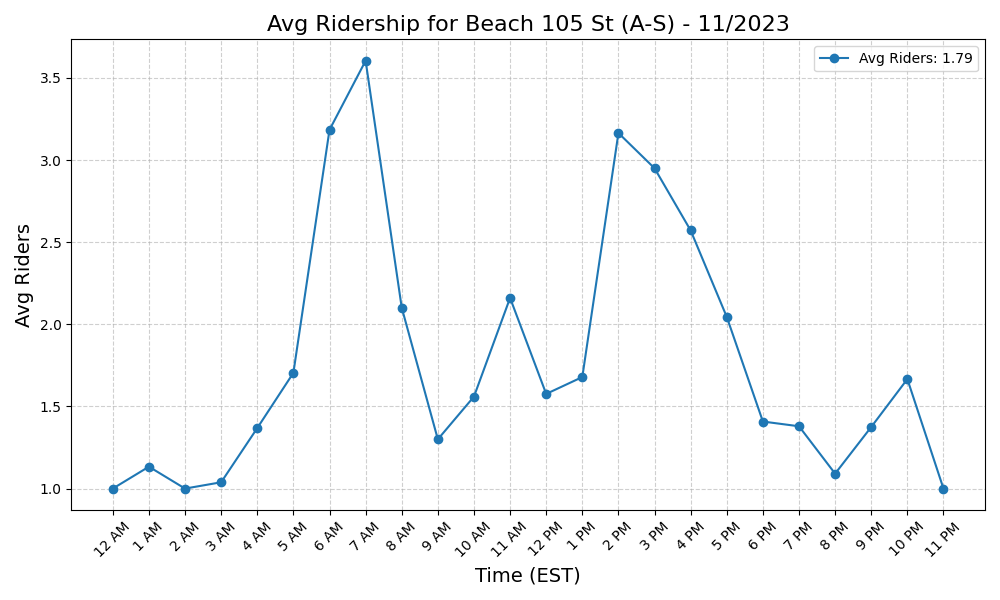 Avg Ridership for Beach 105 St (A-S) - 11/2023
Avg Riders: 1.79
Avg Riders
3.5
3.0
2.5
2.0
1.5
1.0
12 AM
1 AM
2 AM
3 AM
4 AM
5 AM
6 AM
7 AM
8 AM
9 AM
10 AM
11 AM
12 PM
1 PM
2 PM
3 PM
4 PM
5 PM
6 PM
7 PM
8 PM
9 PM
10 PM
11 PM
Time (EST)